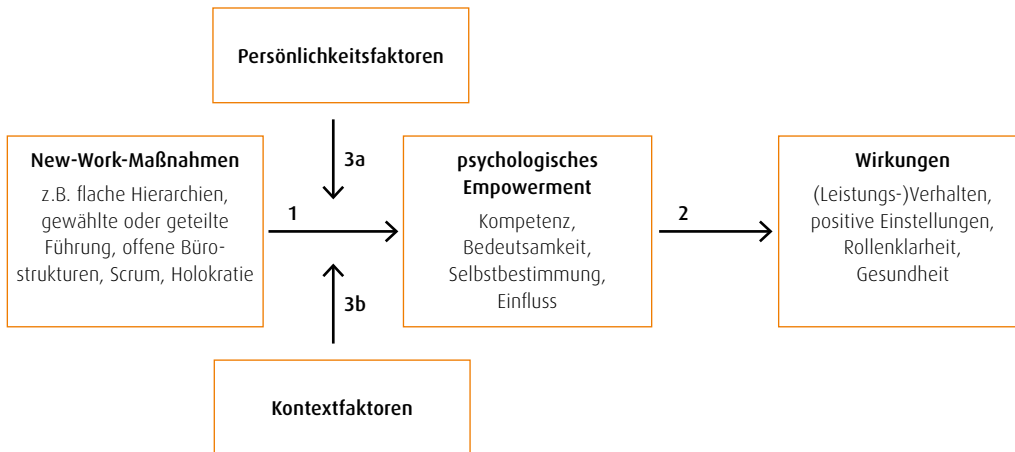 Persönlichkeitsfaktoren
3a
New-Work-Maßnahmen
z.B. flache Hierarchien,
gewählte oder geteilte
Führung, offene Büro-
strukturen, Scrum, Holokratie
1
psychologisches
Empowerment
Kompetenz,
Bedeutsamkeit,
Selbstbestimmung,
Einfluss
2
Wirkungen
(Leistungs-)Verhalten,
positive Einstellungen,
Rollenklarheit,
Gesundheit
3b
Kontextfaktoren